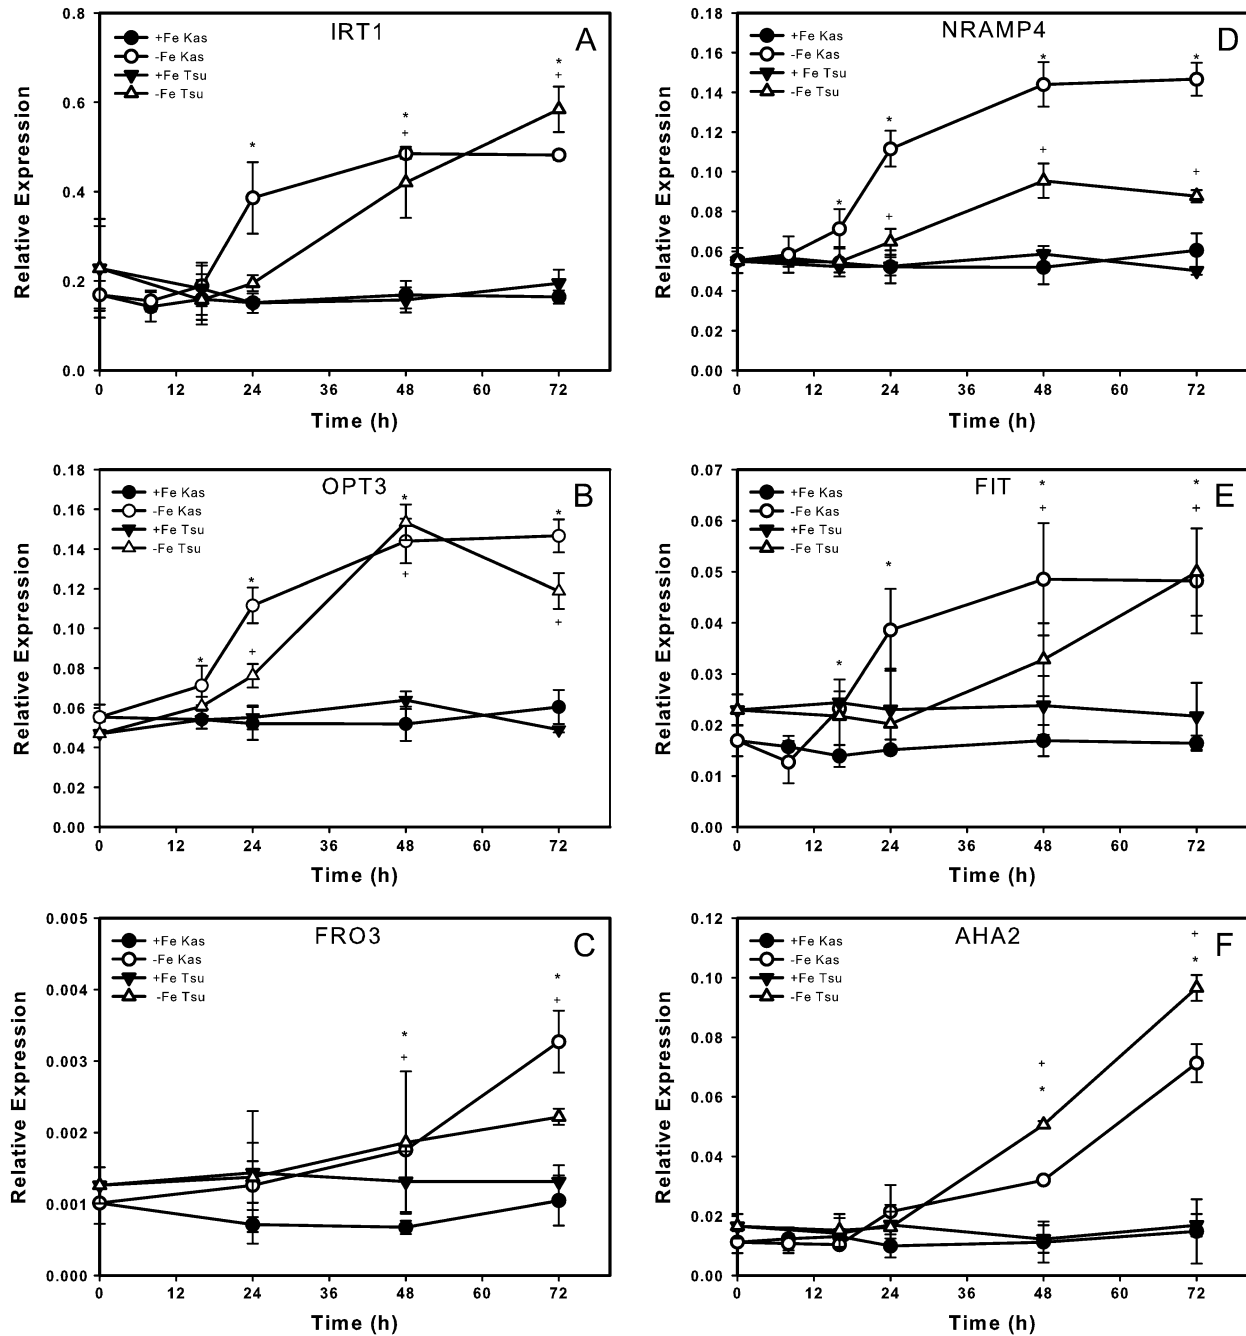 IRT1
A
+Fe Kas
-Fe Kas
+Fe Tsu
-Fe Tsu
Relative Expression
0.8
0.6
0.4
0.2
0.0
*
*
+
*
+
0 12 24 36 48 60 72
Time (h)
NRAMP4
D
+Fe Kas
-Fe Kas
+ Fe Tsu
-Fe Tsu
Relative Expression
0.18
0.16
0.14
0.12
0.10
0.08
0.06
0.04
0.02
0.00
*
*
+
*
+
*
+
0 12 24 36 48 60 72
Time (h)
OPT3
B
+Fe Kas
-Fe Kas
+Fe Tsu
-Fe Tsu
Relative Expression
0.18
0.16
0.14
0.12
0.10
0.08
0.06
0.04
0.02
0.00
*
*
+
*
+
*
+
0 12 24 36 48 60 72
Time (h)
FIT
E
+Fe Kas
-Fe Kas
+Fe Tsu
-Fe Tsu
Relative Expression
0.07
0.06
0.05
0.04
0.03
0.02
0.01
0.00
*
*
*
+
*
+
0 12 24 36 48 60 72
Time (h)
FRO3
C
+Fe Kas
-Fe Kas
+Fe Tsu
-Fe Tsu
Relative Expression
0.005
0.004
0.003
0.002
0.001
0.000
*
+
*
+
0 12 24 36 48 60 72
Time (h)
AHA2
F
+Fe Kas
-Fe Kas
+Fe Tsu
-Fe Tsu
Relative Expression
0.12
0.10
0.08
0.06
0.04
0.02
0.00
+
*
+
*
0 12 24 36 48 60 72
Time (h)